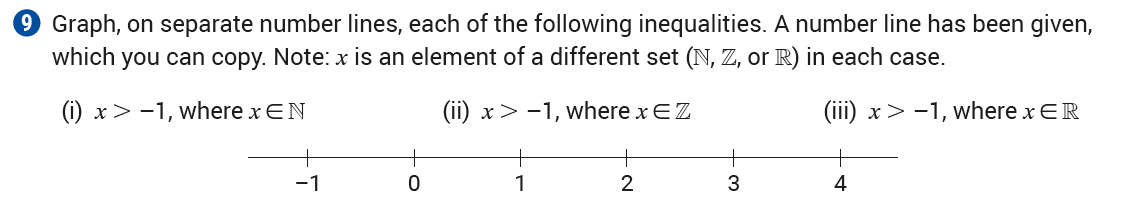 9 Graph, on separate number lines, each of the following inequalities. A number line has been given,
which you can copy. Note: x is an element of a different set (ℕ, ℤ, or ℝ) in each case.
(i) x > −1, where x ∈ ℕ (ii) x > −1, where x ∈ ℤ (iii) x > −1, where x ∈ ℝ
−1 0 1 2 3 4